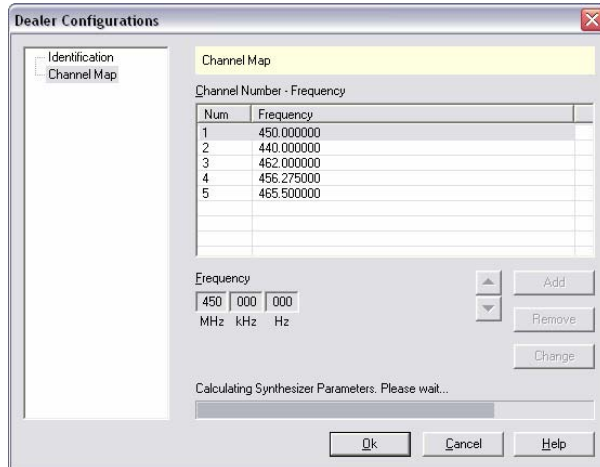 Dealer Configurations
Identification
Channel Map
Channel Map
Channel Number - Frequency
Num Frequency
1 450.000000
2 440.000000
3 462.000000
4 456.275000
5 465.500000
Frequency
450 000 000
MHz kHz Hz
Add
Remove
Change
Calculating Synthesizer Parameters. Please wait...
Ok Cancel Help